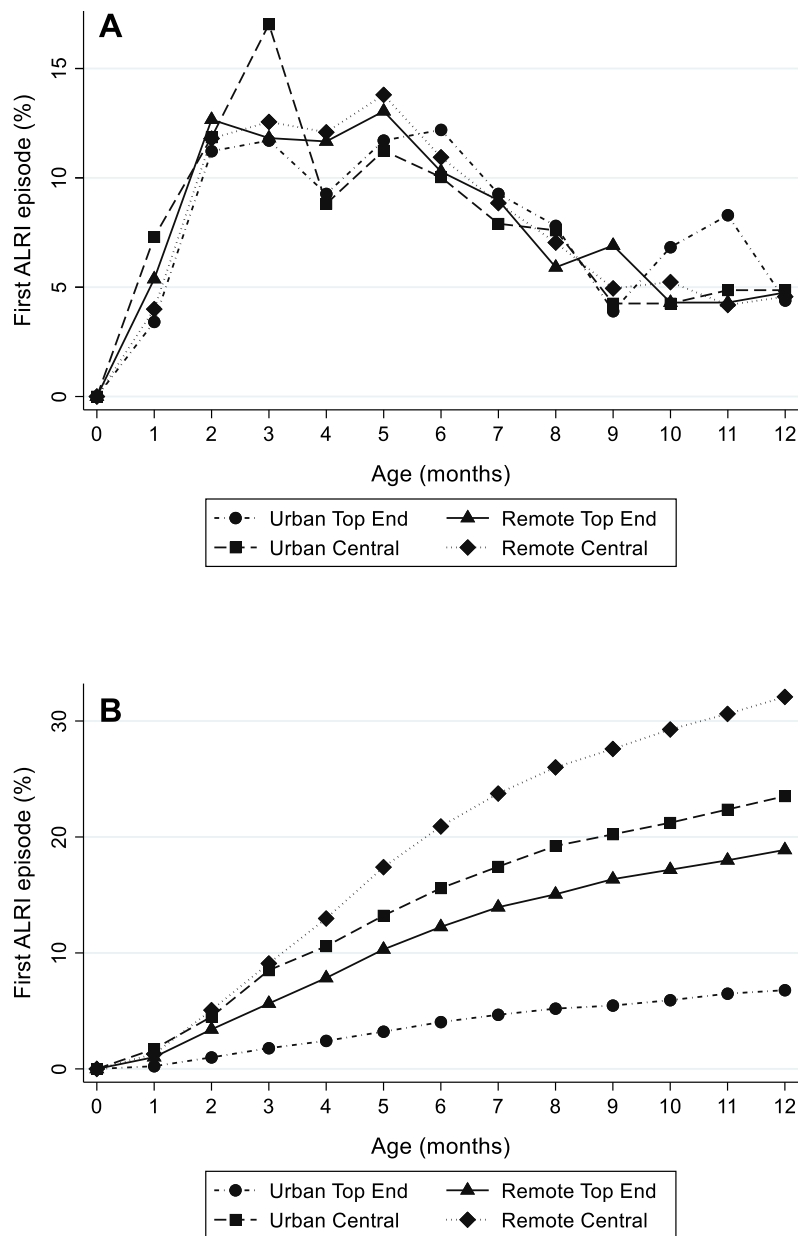 A
15
10
5
0
First ALRI episode (%)
0 1 2 3 4 5 6 7 8 9 10 11 12
Age (months)
Urban Top End Remote Top End
Urban Central Remote Central
B
30
20
10
0
First ALRI episode (%)
0 1 2 3 4 5 6 7 8 9 10 11 12
Age (months)
Urban Top End Remote Top End
Urban Central Remote Central